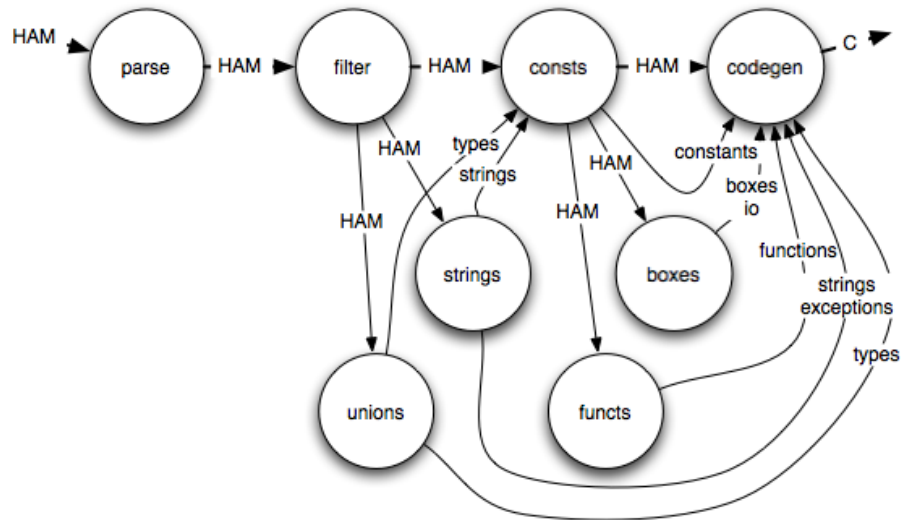 HAM
parse
HAM
filter
HAM
consts
HAM
codegen
C
HAM
types
strings
HAM
constants
boxes
io
HAM
HAM
strings
boxes
functions
strings
exceptions
types
unions
functs